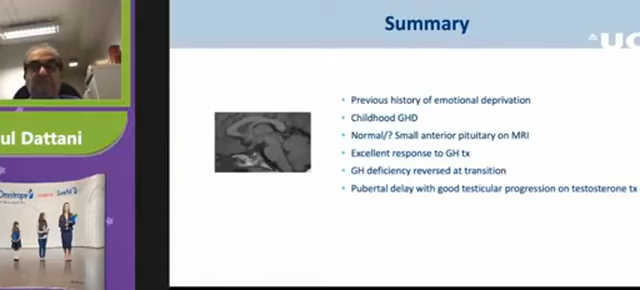 Summary
UC
ul Dattani
Omnitrope
SurePal
• Previous history of emotional deprivation
• Childhood GHD
• Normal/? Small anterior pituitary on MRI
• Excellent response to GH tx
• GH deficiency reversed at transition
• Pubertal delay with good testicular progression on testosterone tx